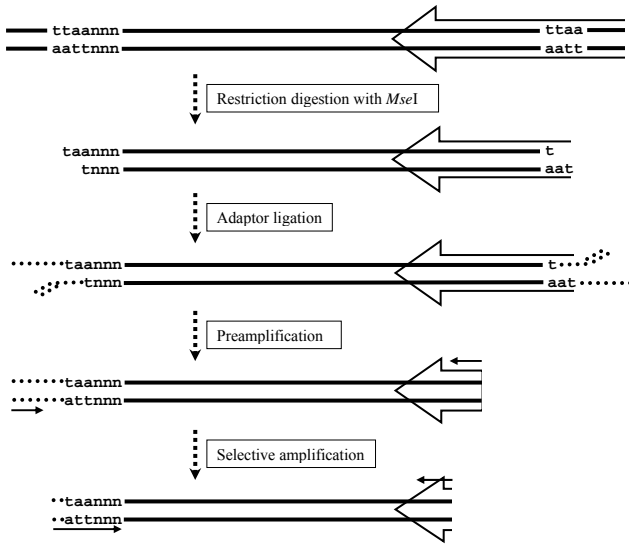 ttaannn ttaa
aattnnn aatt
Restriction digestion with MseI
taannn t
tnnn aat
Adaptor ligation
taannn t
tnnn aat
Preamplification
taannn
attnnn
Selective amplification
taannn
attnnn